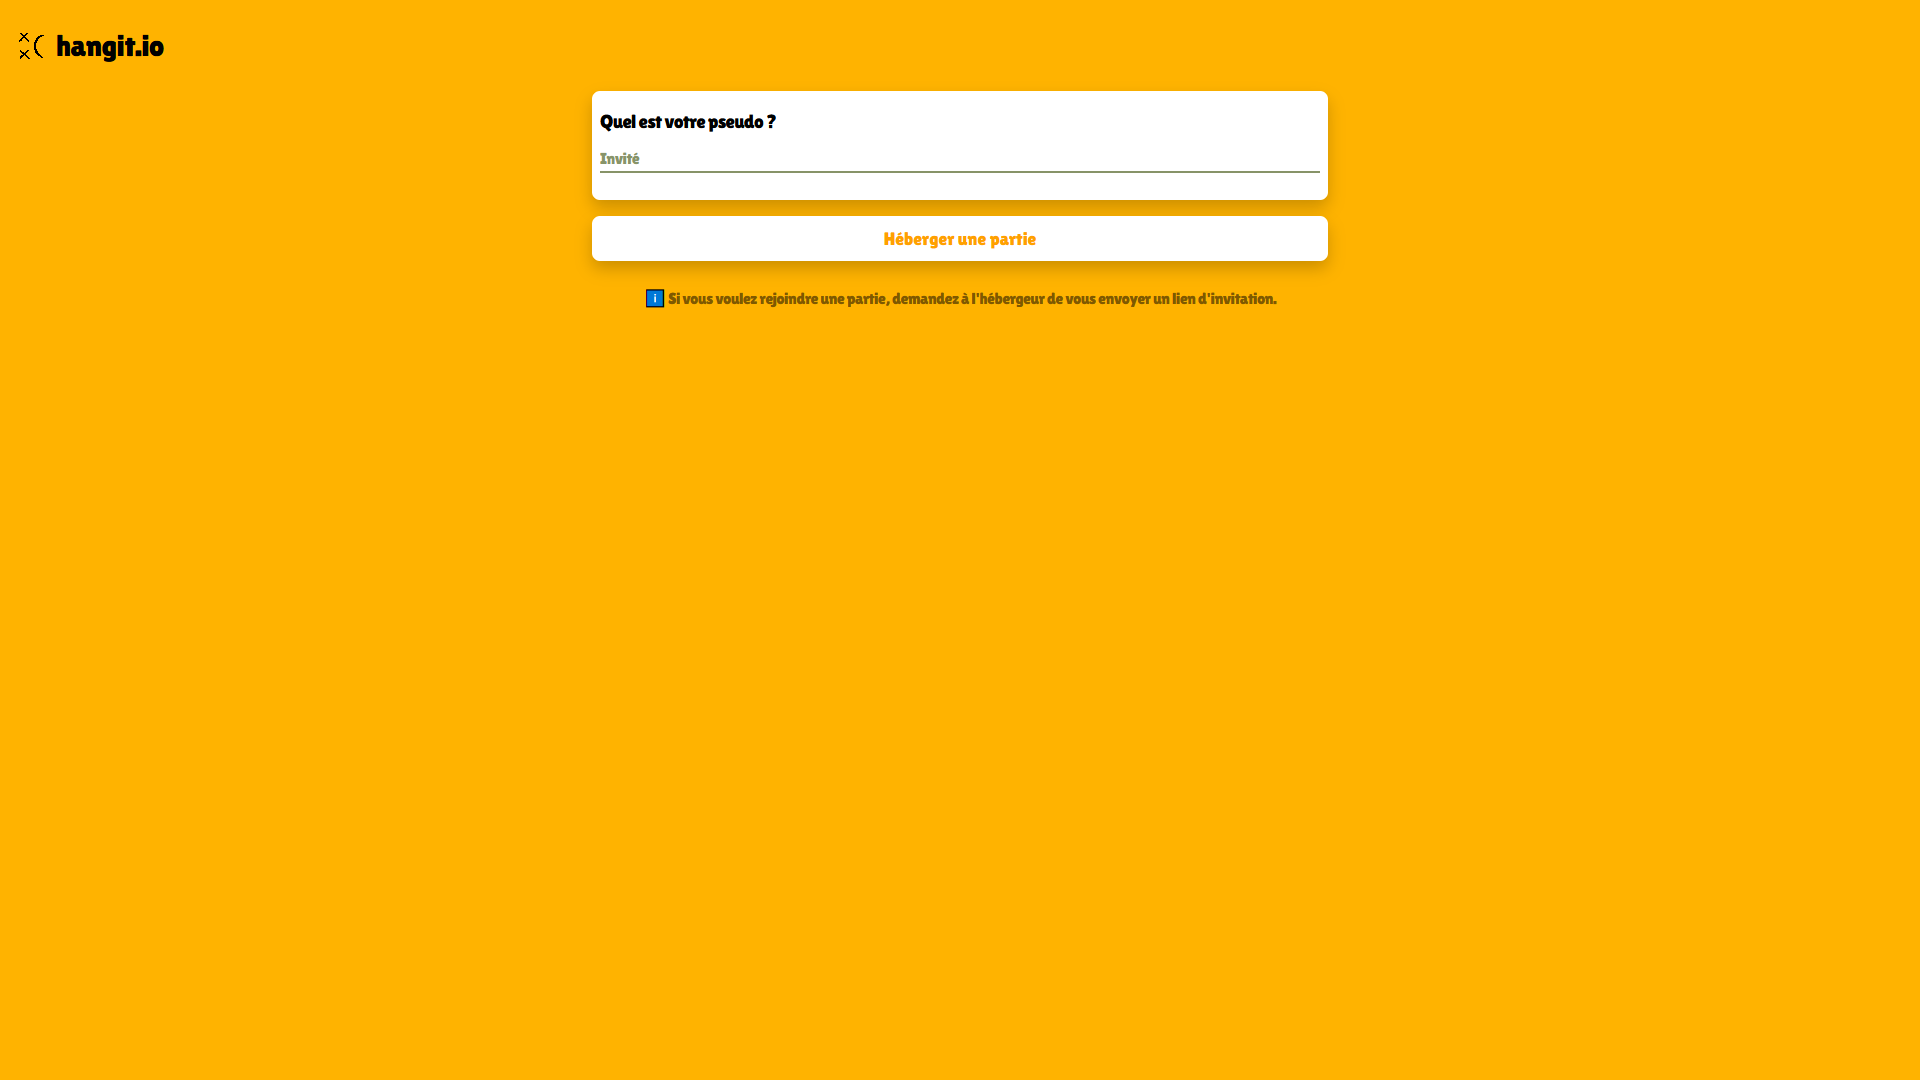 hangit.io
Quel est votre pseudo ?
Invité
Héberger une partie
i Si vous voulez rejoindre une partie, demandez à l'hébergeur de vous envoyer un lien d'invitation.